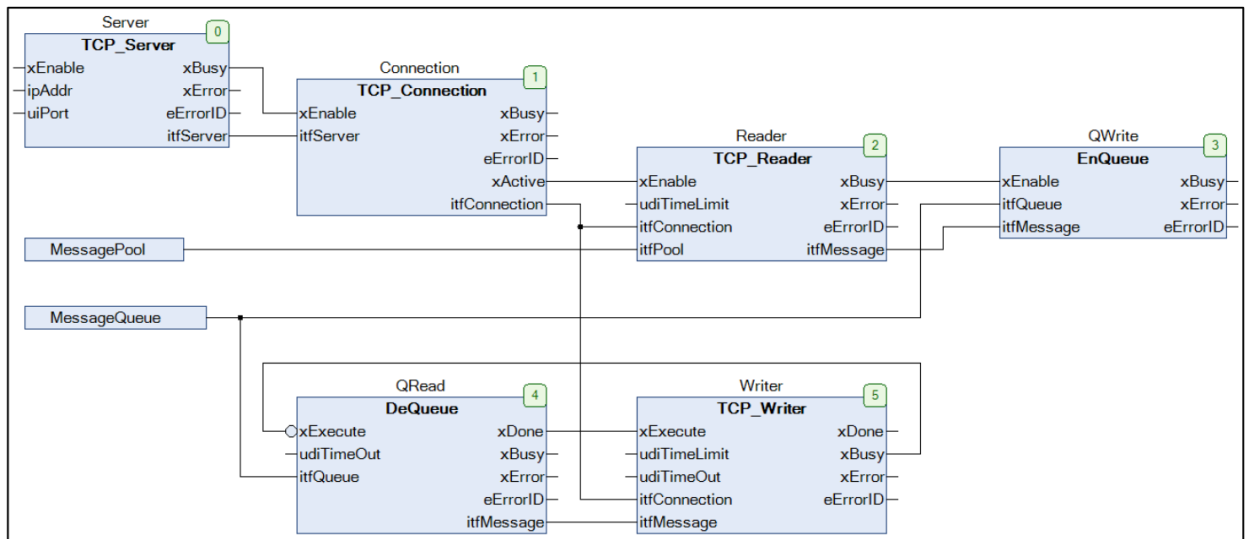 Server
0
TCP_Server
xEnable xBusy
ipAddr xError
uiPort eErrorID
itfServer
Connection
1
TCP_Connection
xEnable xBusy
itfServer xError
eErrorID
xActive
itfConnection
Reader
2
TCP_Reader
xEnable xBusy
udiTimeLimit xError
itfConnection eErrorID
itfPool itfMessage
QWrite
3
EnQueue
xEnable xBusy
itfQueue xError
itfMessage eErrorID
MessagePool
MessageQueue
QRead
4
DeQueue
xExecute xDone
udiTimeOut xBusy
itfQueue xError
eErrorID
itfMessage
Writer
5
TCP_Writer
xExecute xDone
udiTimeLimit xBusy
udiTimeOut xError
itfConnection eErrorID
itfMessage